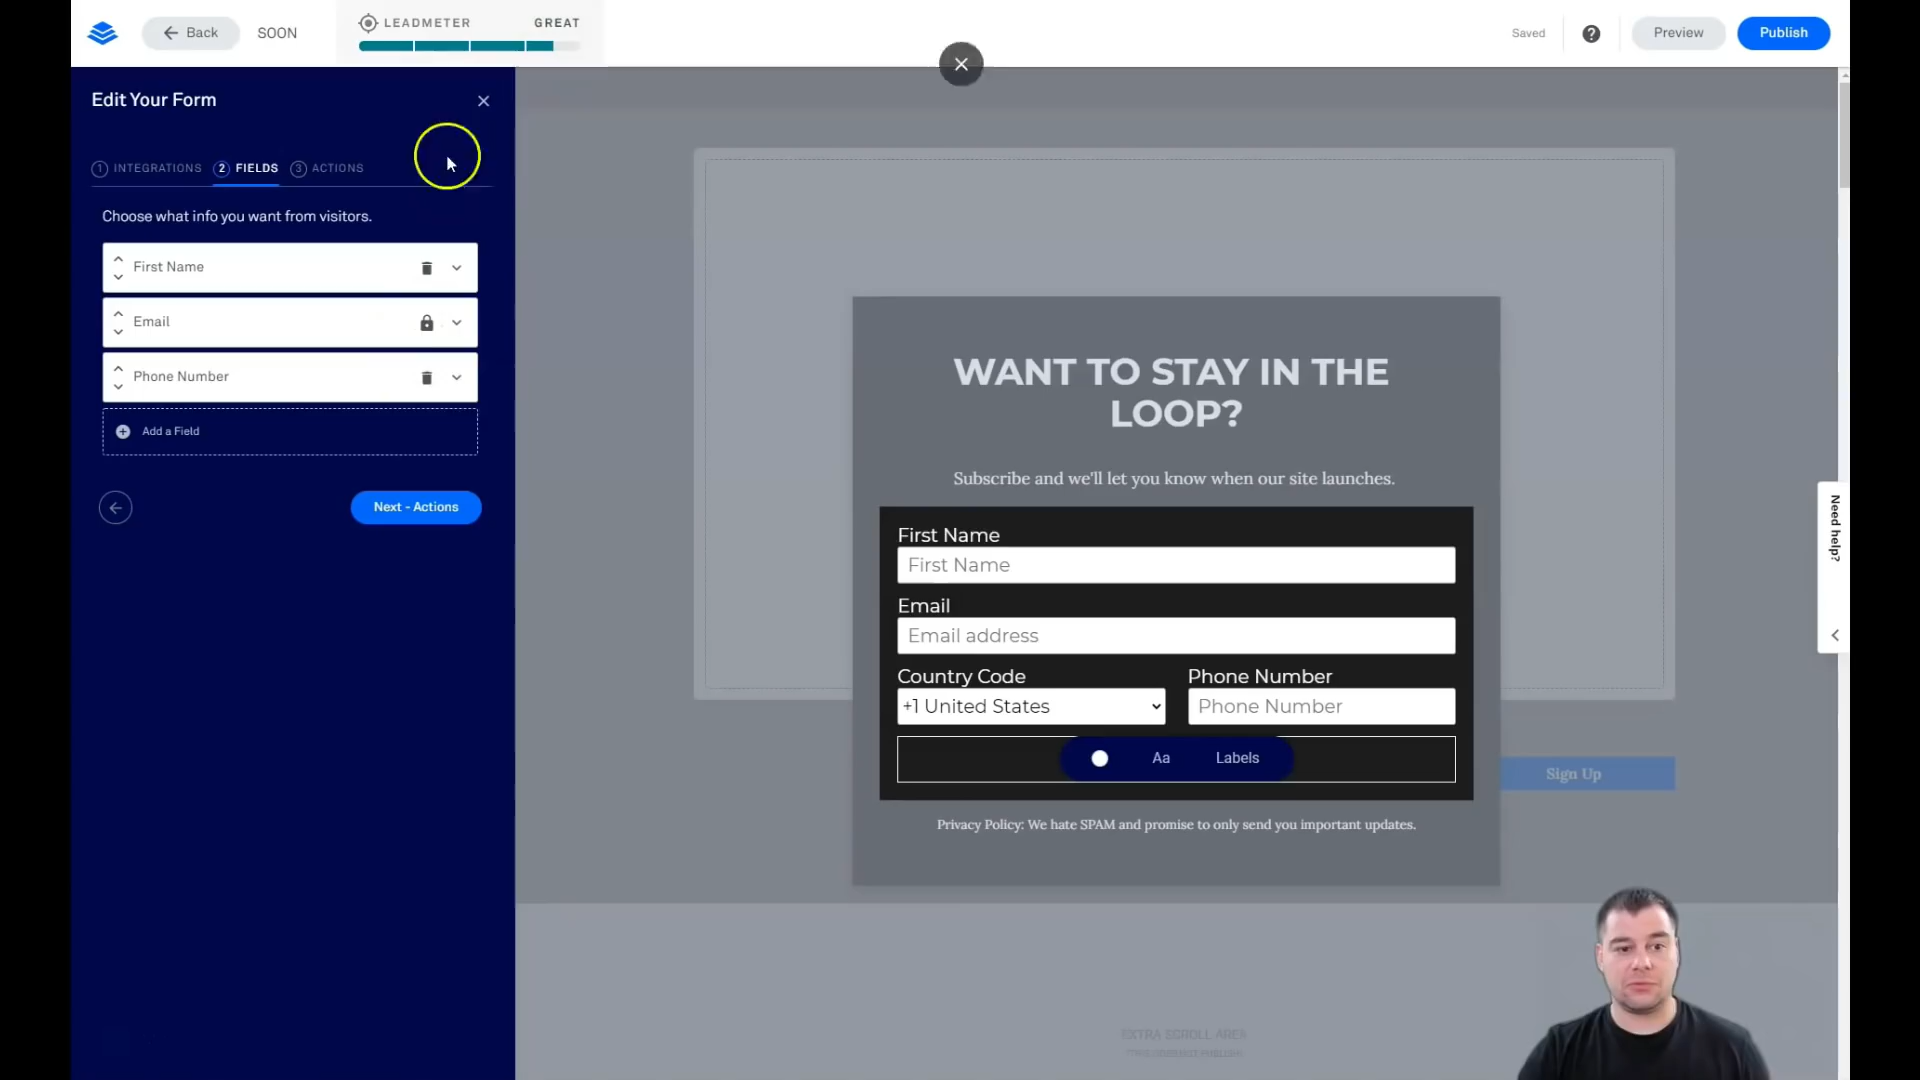 Back
SOON
LEADMETER
GREAT
Saved
?
Preview
Publish
Edit Your Form
1 INTEGRATIONS
2 FIELDS
3 ACTIONS
Choose what info you want from visitors.
First Name
Email
Phone Number
Add a Field
Next - Actions
WANT TO STAY IN THE
LOOP?
Subscribe and we'll let you know when our site launches.
First Name
First Name
Email
Email address
Country Code
Phone Number
+1 United States
Phone Number
Aa
Labels
Sign Up
Privacy Policy: We hate SPAM and promise to only send you important updates.
Need help?
EXTRA SCROLL AREA